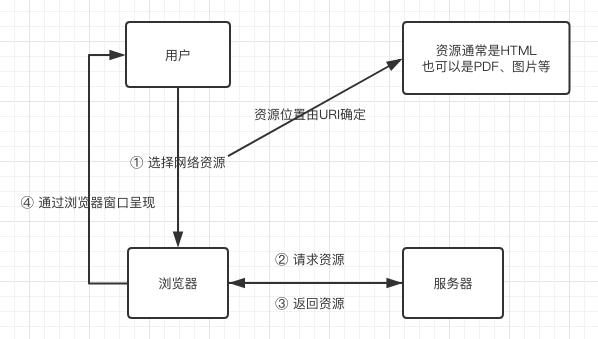 用户
资源通常是HTML
也可以是PDF、图片等
资源位置由URI确定
① 选择网络资源
④ 通过浏览器窗口呈现
② 请求资源
浏览器
服务器
③ 返回资源